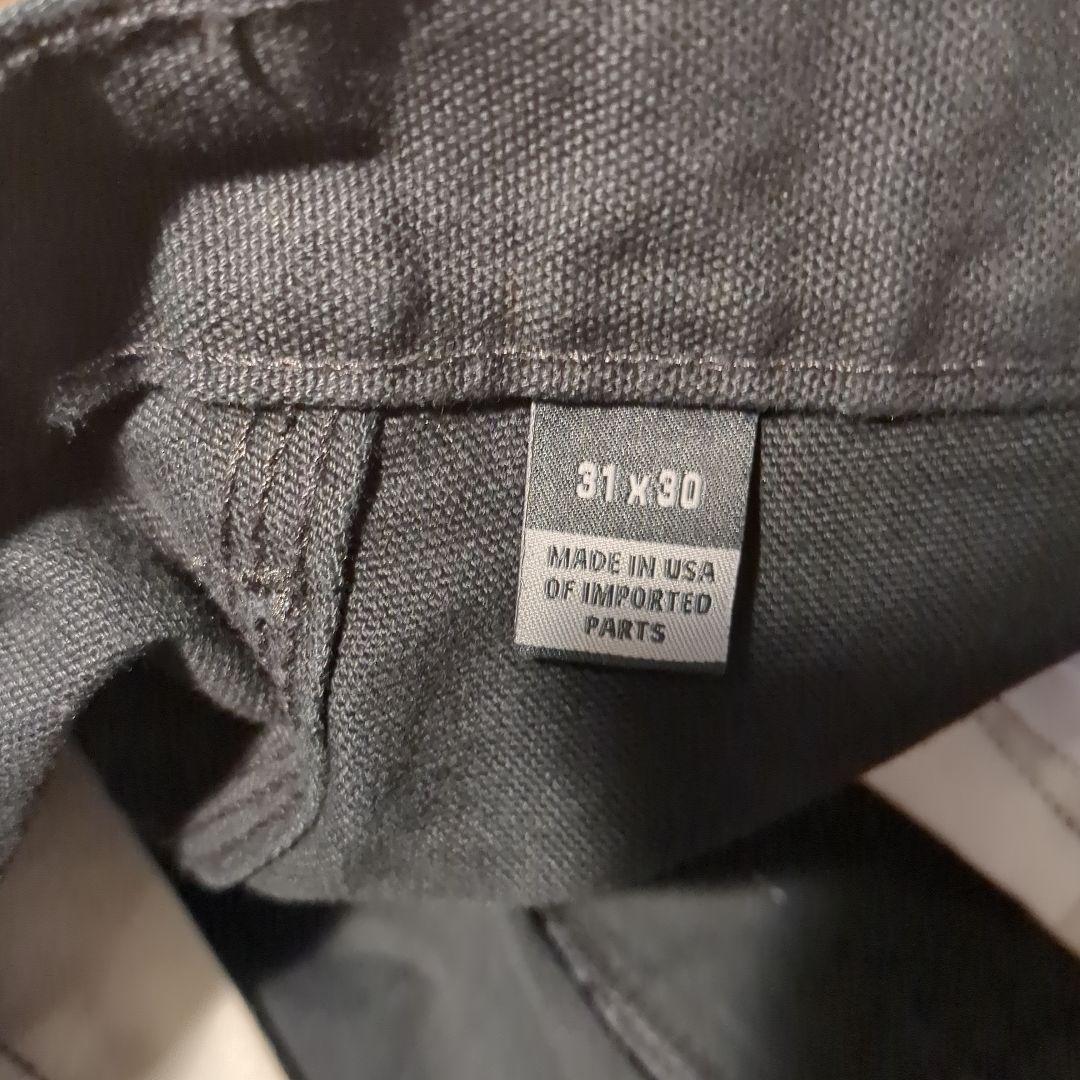 31 x 30
MADE IN USA
OF IMPORTED
PARTS